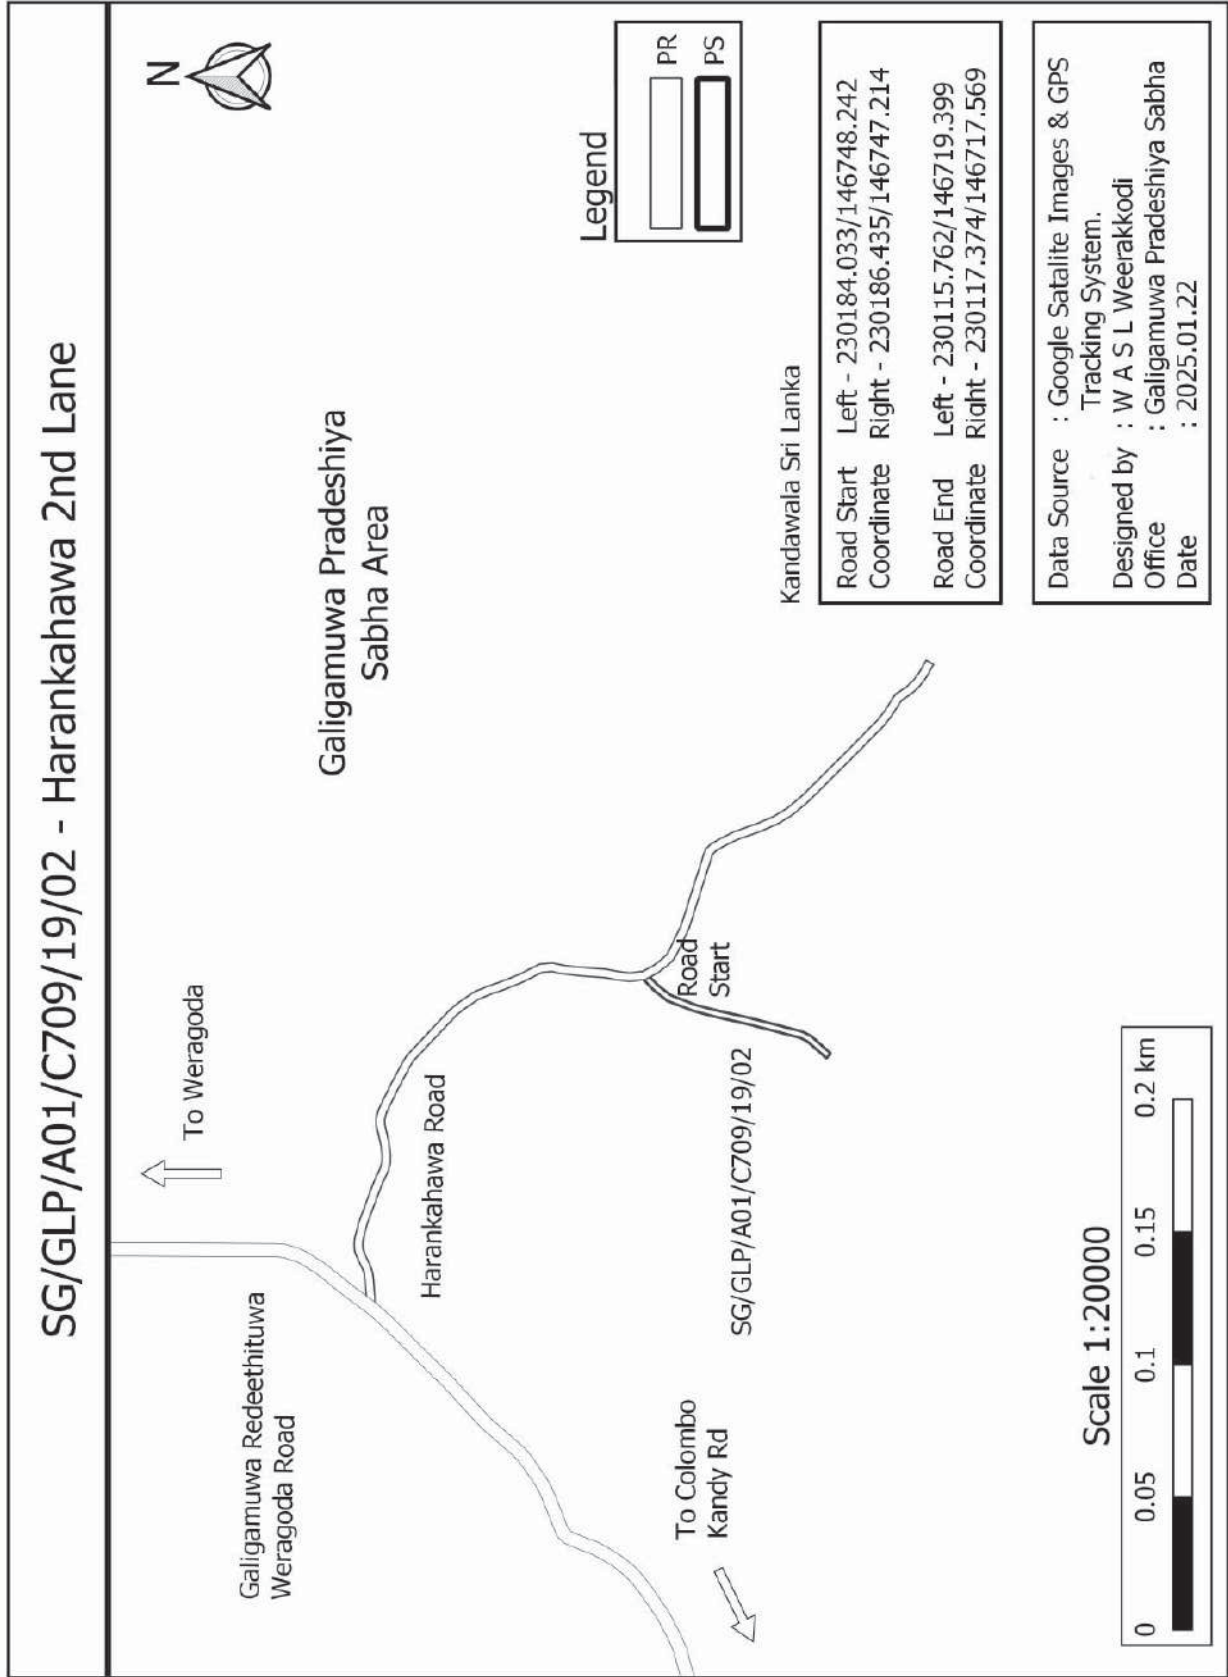 SG/GLP/A01/C709/19/02 - Harankahawa 2nd Lane
N
To Weragoda
Galigamuwa Redeethituwa
Weragoda Road
Galigamuwa Pradeshiya
Sabha Area
Harankahawa Road
Legend
PR
PS
Road
Start
SG/GLP/A01/C709/19/02
To Colombo
Kandy Rd
Kandawala Sri Lanka
Road Start Left - 230184.033/146748.242
Coordinate Right - 230186.435/146747.214
Road End Left - 230115.762/146719.399
Coordinate Right - 230117.374/146717.569
Data Source : Google Satalite Images & GPS
Tracking System.
Designed by : W A S L Weerakkodi
Office : Galigamuwa Pradeshiya Sabha
Date : 2025.01.22
Scale 1:20000
0 0.05 0.1 0.15 0.2 km